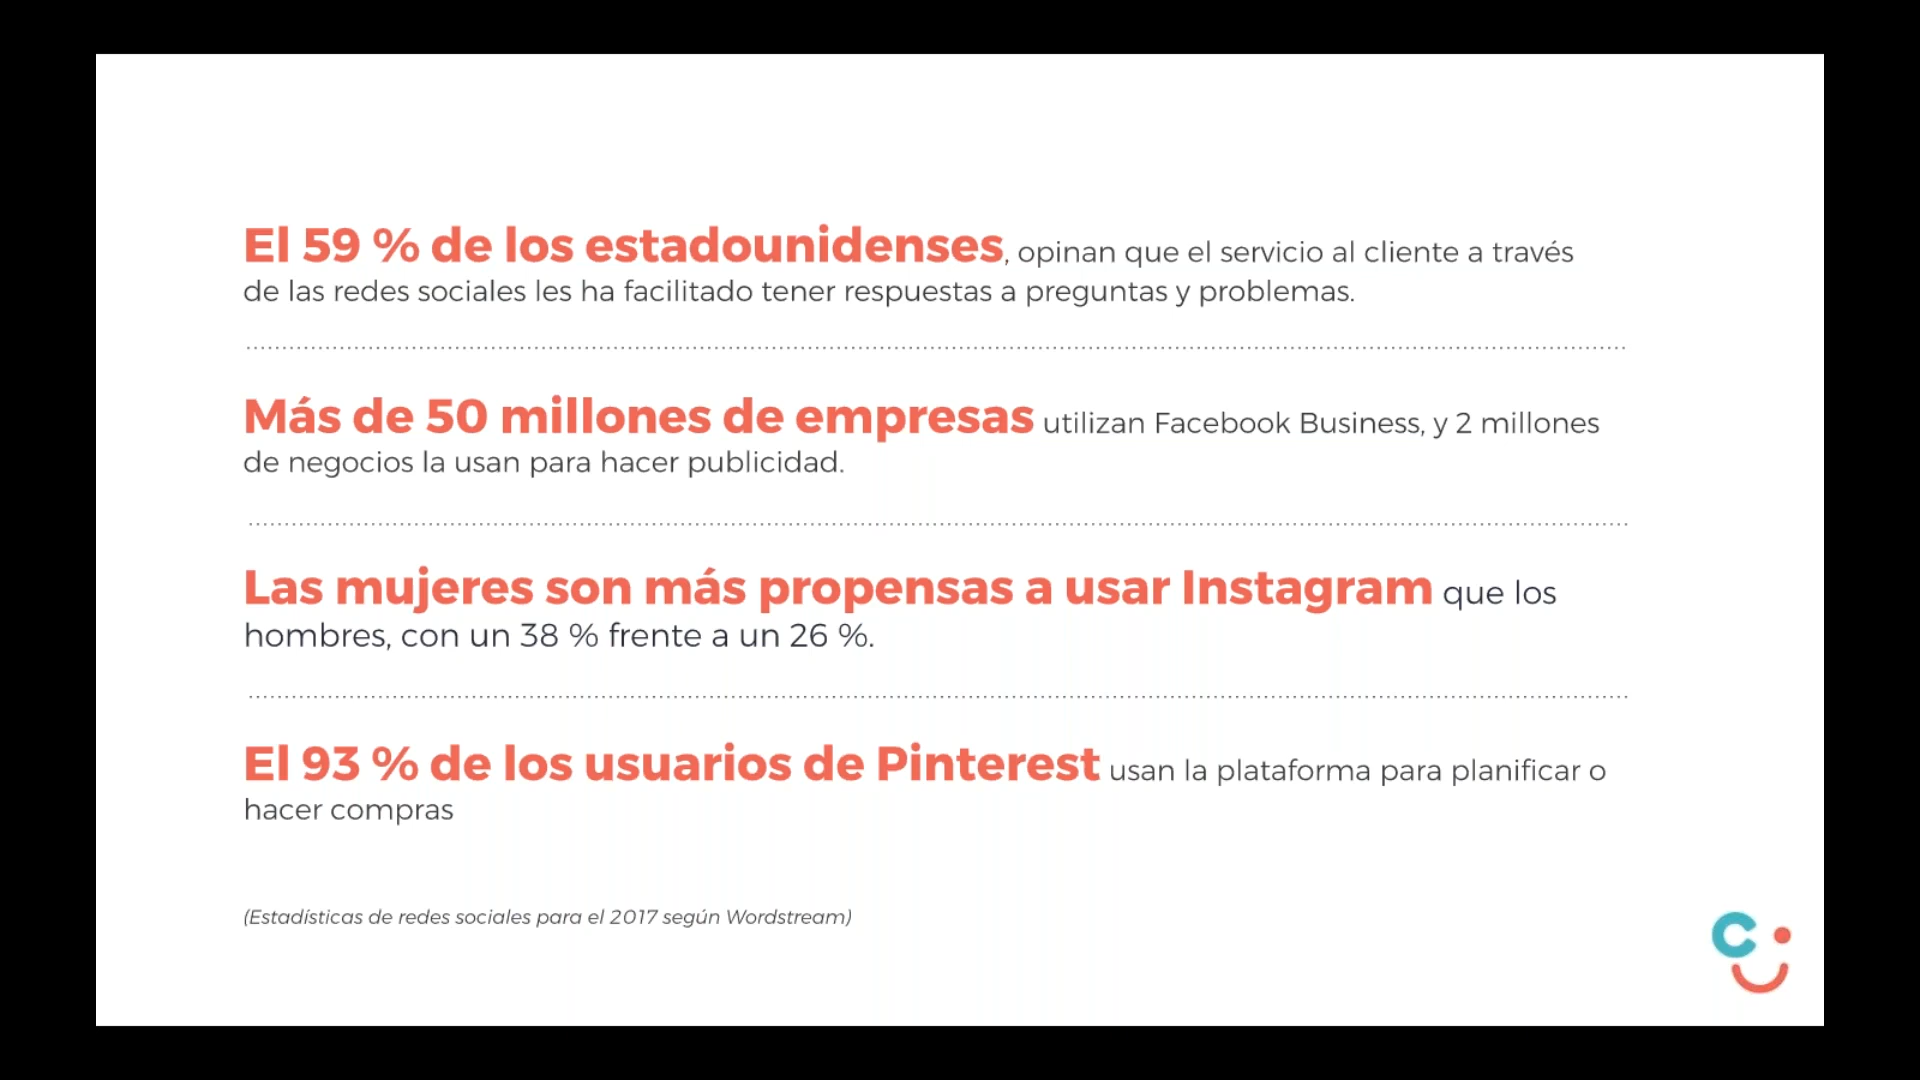 El 59 % de los estadounidenses, opinan que el servicio al cliente a través
de las redes sociales les ha facilitado tener respuestas a preguntas y problemas.
Más de 50 millones de empresas utilizan Facebook Business, y 2 millones
de negocios la usan para hacer publicidad.
Las mujeres son más propensas a usar Instagram que los
hombres, con un 38 % frente a un 26 %.
El 93 % de los usuarios de Pinterest usan la plataforma para planificar o
hacer compras
(Estadísticas de redes sociales para el 2017 según Wordstream)